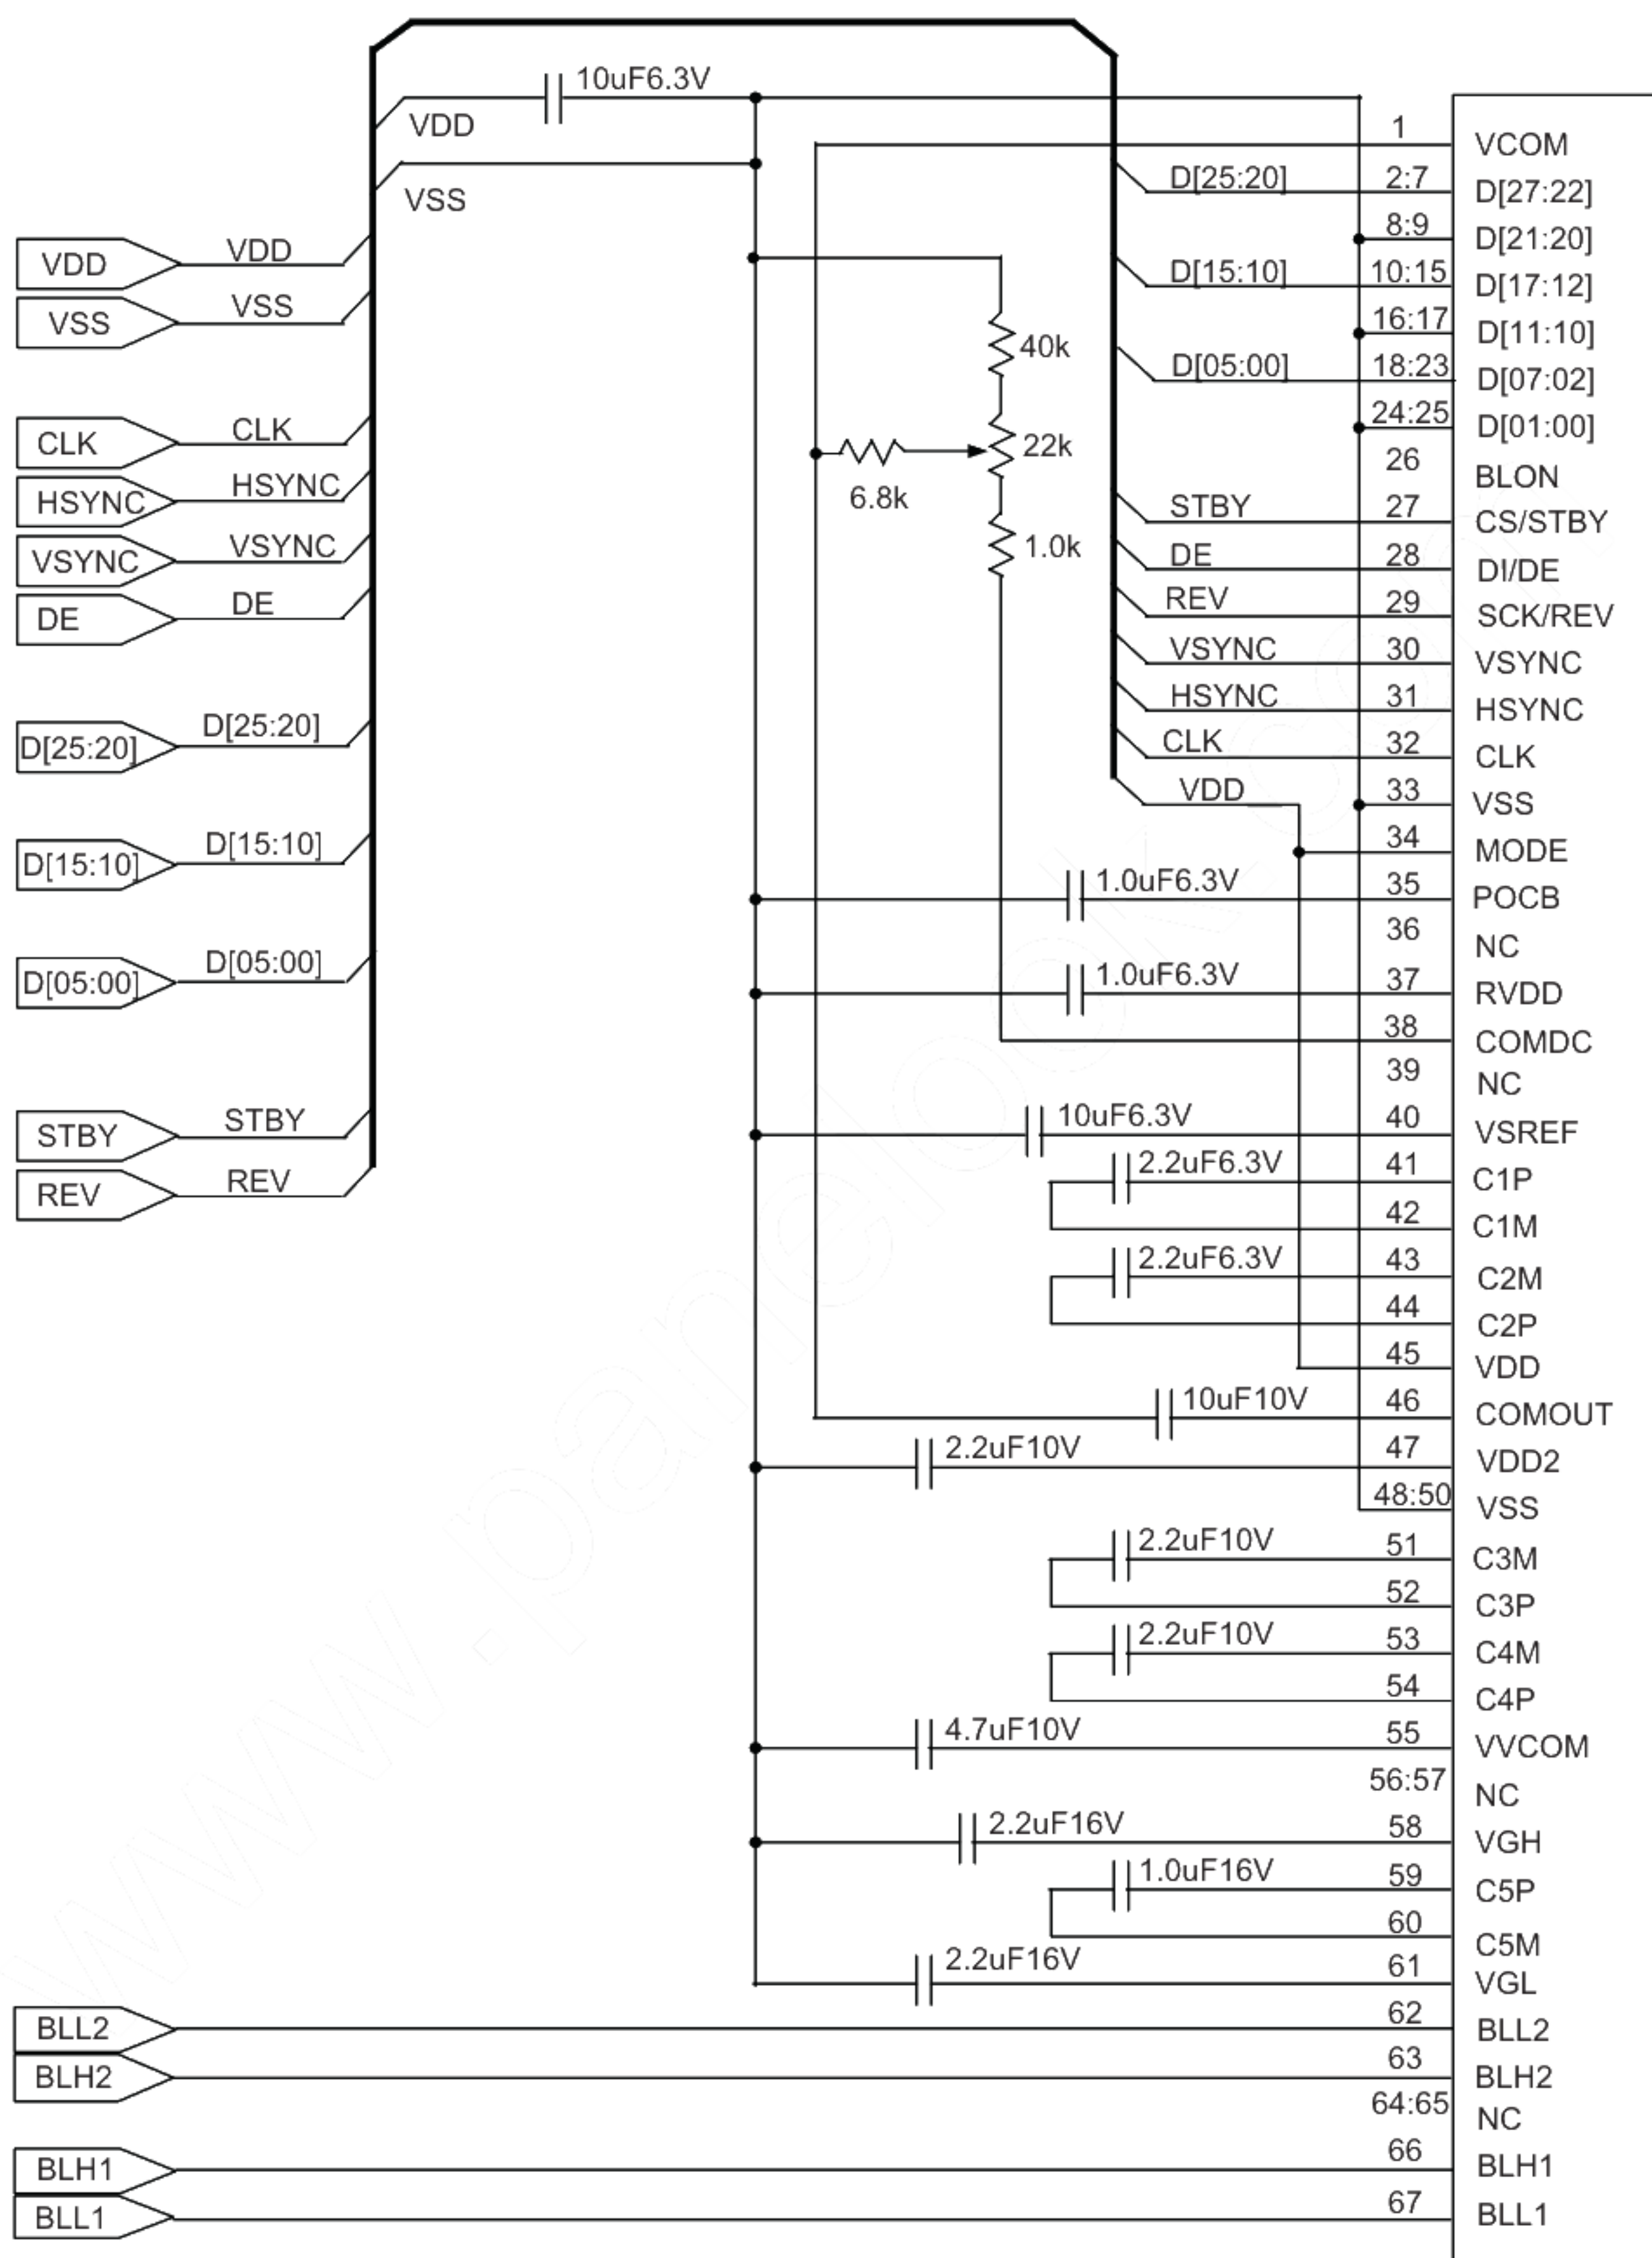 10uF6.3V
VDD
VSS
VDD VDD
VSS VSS
CLK CLK
HSYNC HSYNC
VSYNC VSYNC
DE DE
D[25:20] D[25:20]
D[15:10] D[15:10]
D[05:00] D[05:00]
STBY STBY
REV REV
40k
22k
6.8k
1.0k
1 VCOM
D[25:20] 2:7 D[27:22]
8:9 D[21:20]
D[15:10] 10:15 D[17:12]
16:17 D[11:10]
D[05:00] 18:23 D[07:02]
24:25 D[01:00]
26 BLON
STBY 27 CS/STBY
DE 28 DI/DE
REV 29 SCK/REV
VSYNC 30 VSYNC
HSYNC 31 HSYNC
CLK 32 CLK
VDD 33 VSS
34 MODE
1.0uF6.3V 35 POCB
36 NC
1.0uF6.3V 37 RVDD
38 COMDC
39 NC
10uF6.3V 40 VSREF
2.2uF6.3V 41 C1P
42 C1M
2.2uF6.3V 43 C2M
44 C2P
45 VDD
10uF10V 46 COMOUT
2.2uF10V 47 VDD2
48:50 VSS
2.2uF10V 51 C3M
52 C3P
2.2uF10V 53 C4M
54 C4P
4.7uF10V 55 VVCOM
56:57 NC
2.2uF16V 58 VGH
1.0uF16V 59 C5P
60 C5M
2.2uF16V 61 VGL
BLL2 62 BLL2
BLH2 63 BLH2
64:65 NC
BLH1 66 BLH1
BLL1 67 BLL1
www.panelook.com